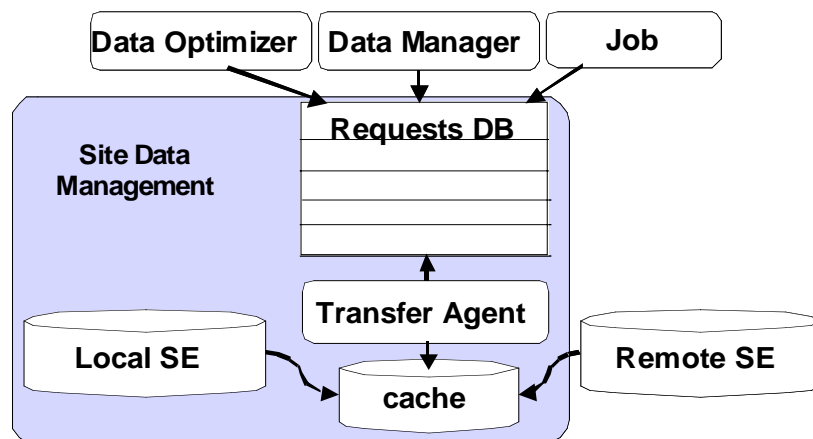 Data Optimizer
Data Manager
Job
Requests DB
Site Data
Management
Transfer Agent
Local SE
Remote SE
cache